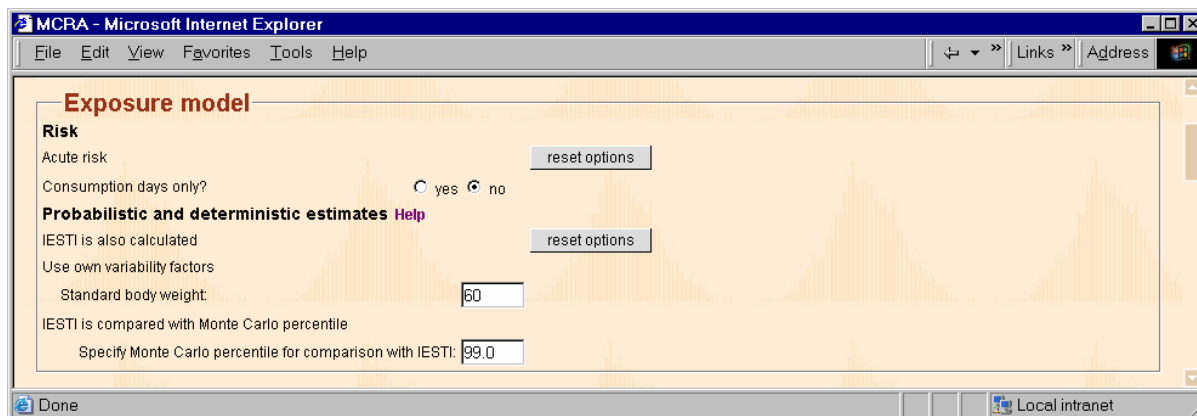 MCRA - Microsoft Internet Explorer
File Edit View Favorites Tools Help » Links » Address
Exposure model
Risk
Acute risk reset options
Consumption days only? yes no
Probabilistic and deterministic estimates Help
IESTI is also calculated reset options
Use own variability factors
Standard body weight: 60
IESTI is compared with Monte Carlo percentile
Specify Monte Carlo percentile for comparison with IESTI: 99.0
Done Local intranet